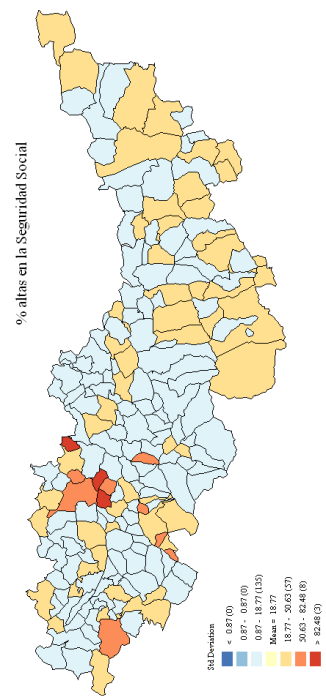 % altas en la Seguridad Social
Std Deviation
< 0.87 (0)
0.87 - 0.87 (0)
0.87 - 18.77 (135)
Mean = 18.77
18.77 - 50.63 (57)
50.63 - 82.48 (8)
> 82.48 (3)